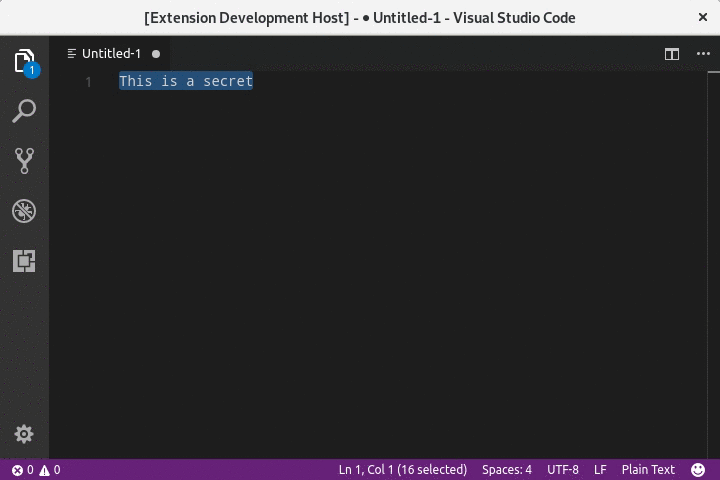 [Extension Development Host] - • Untitled-1 - Visual Studio Code
Untitled-1
1
1 This is a secret
0 0 Ln 1, Col 1 (16 selected) Spaces: 4 UTF-8 LF Plain Text